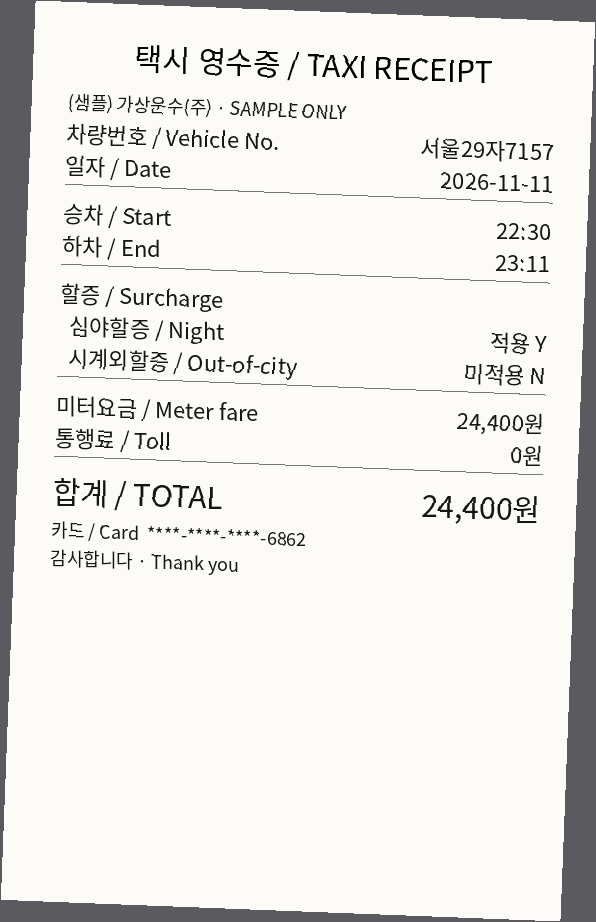 택시 영수증 / TAXI RECEIPT
(샘플) 가상운수(주) · SAMPLE ONLY
차량번호 / Vehicle No. 서울29자7157
일자 / Date 2026-11-11
승차 / Start 22:30
하차 / End 23:11
할증 / Surcharge
심야할증 / Night 적용 Y
시계외할증 / Out-of-city 미적용 N
미터요금 / Meter fare 24,400원
통행료 / Toll 0원
합계 / TOTAL 24,400원
카드 / Card ****-****-****-6862
감사합니다 · Thank you